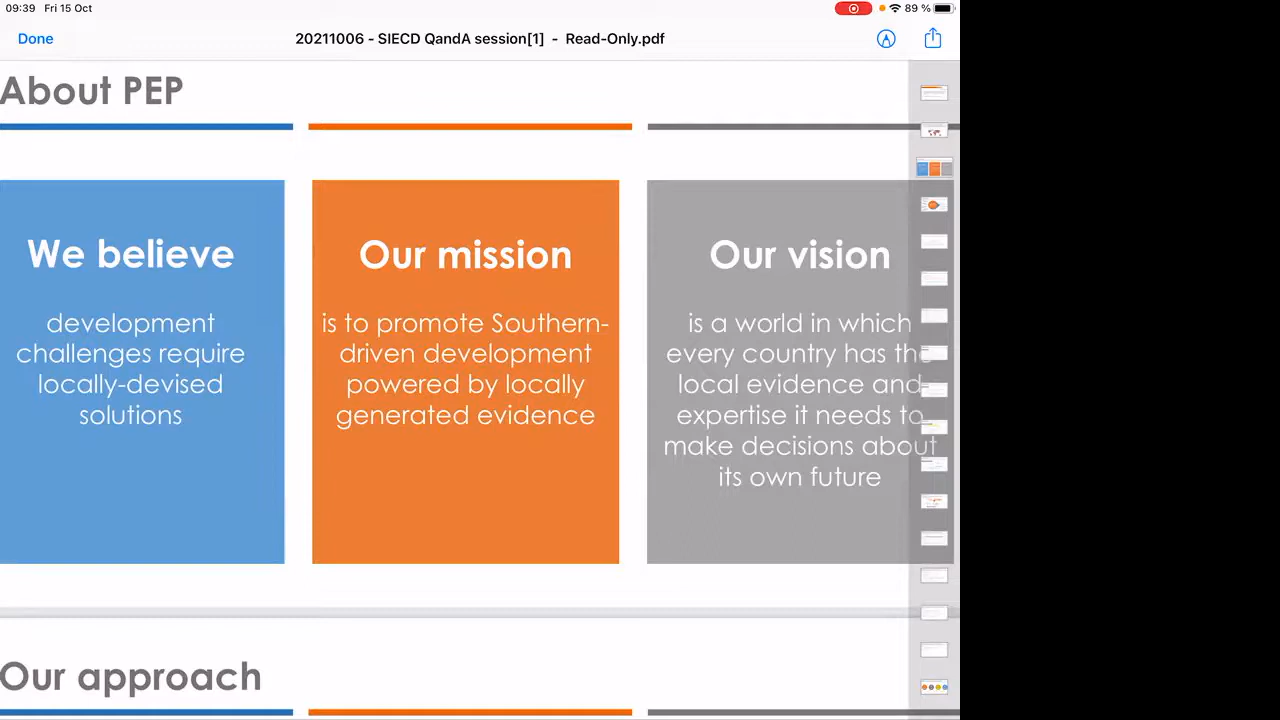 09:39 Fri 15 Oct
89 %
Done
20211006 - SIECD QandA session[1] - Read-Only.pdf
About PEP
We believe
development
challenges require
locally-devised
solutions
Our mission
is to promote Southern-
driven development
powered by locally
generated evidence
Our vision
is a world in which
every country has the
local evidence and
expertise it needs to
make decisions about
its own future
Our approach